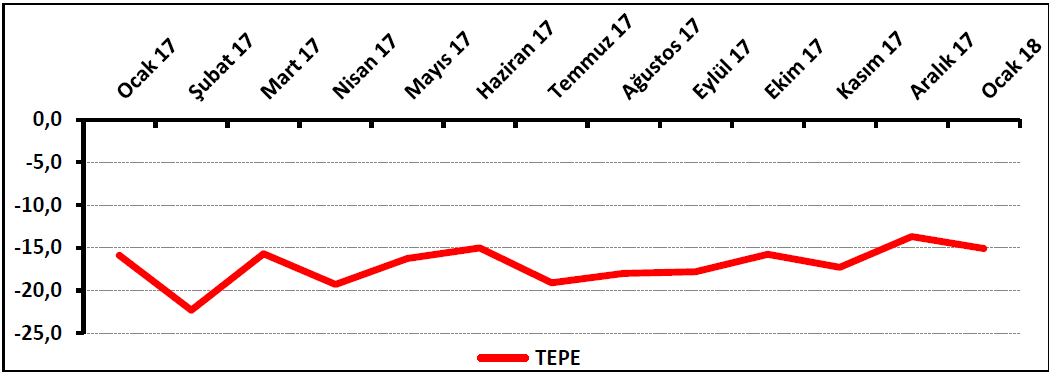 Ocak 17
Şubat 17
Mart 17
Nisan 17
Mayıs 17
Haziran 17
Temmuz 17
Ağustos 17
Eylül 17
Ekim 17
Kasım 17
Aralık 17
Ocak 18
0,0
-5,0
-10,0
-15,0
-20,0
-25,0
TEPE